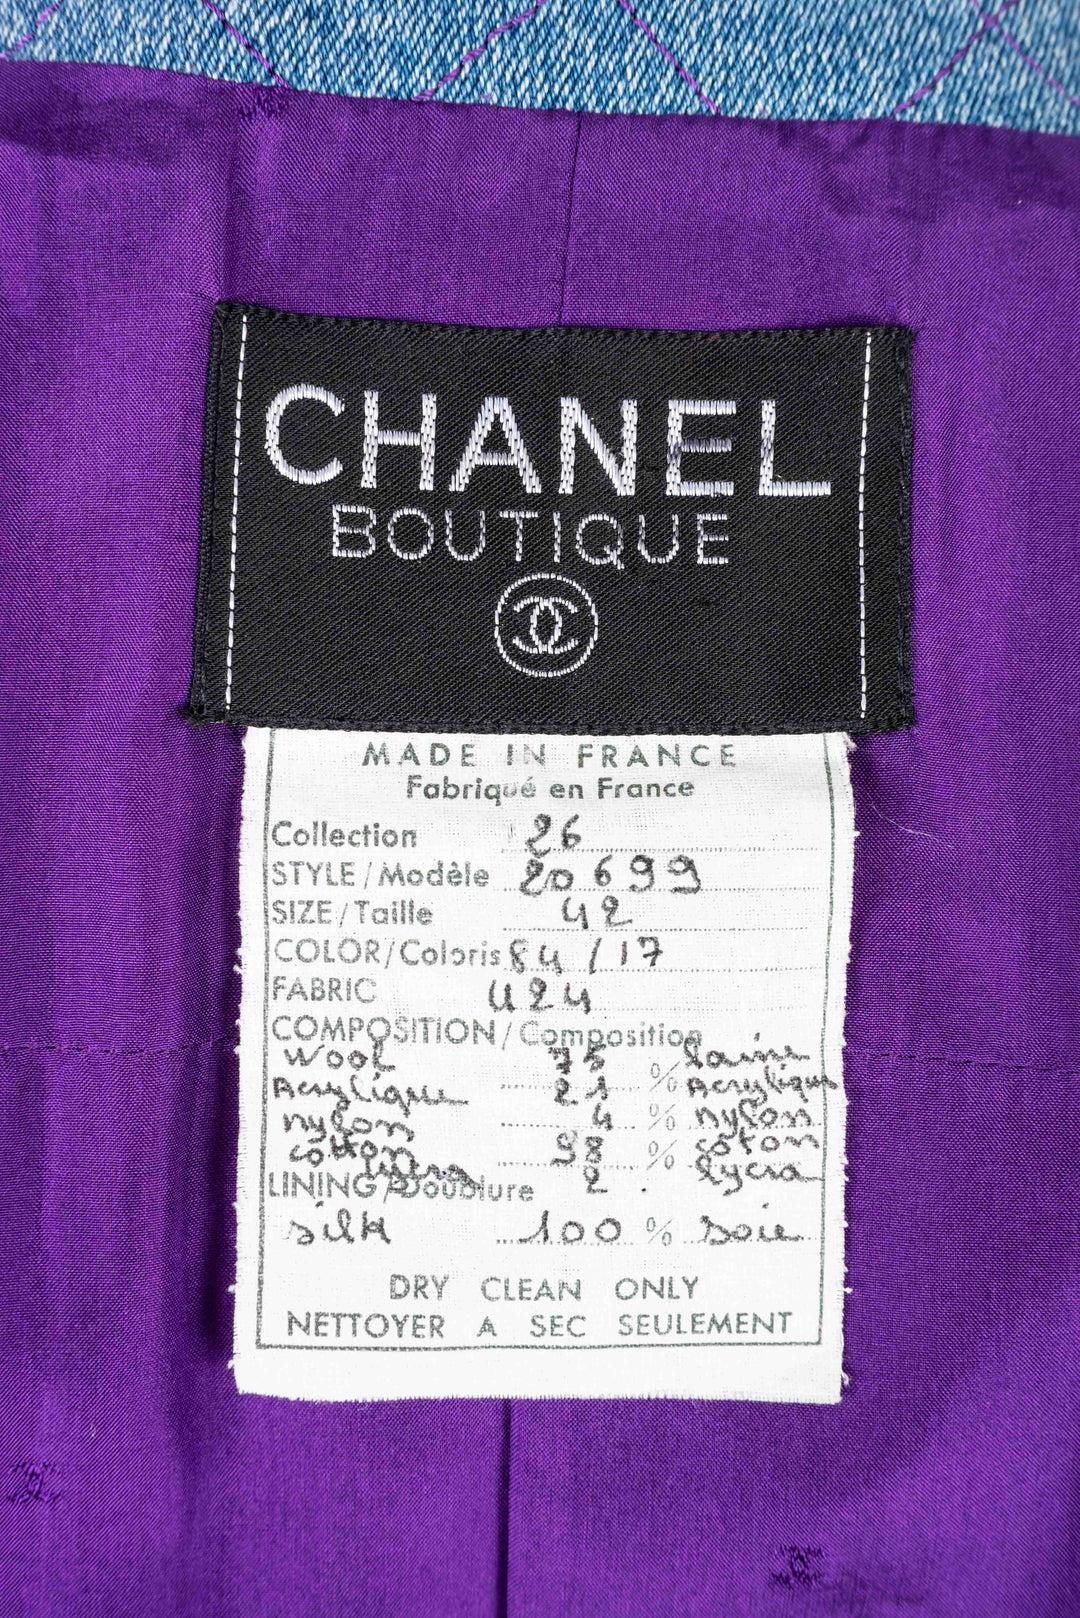 CHANEL
BOUTIQUE
MADE IN FRANCE
Fabriqué en France
Collection 26
STYLE/Modèle 20699
SIZE/Taille 42
COLOR/Coloris 84/17
FABRIC U24
COMPOSITION/Composition
Wool 75 % laine
Acrylique 21 % Acrylique
nylon 4 % nylon
cotton 98 % coton
lycra 2 . lycra
LINING/Doublure
silk 100 % soie
DRY CLEAN ONLY
NETTOYER A SEC SEULEMENT